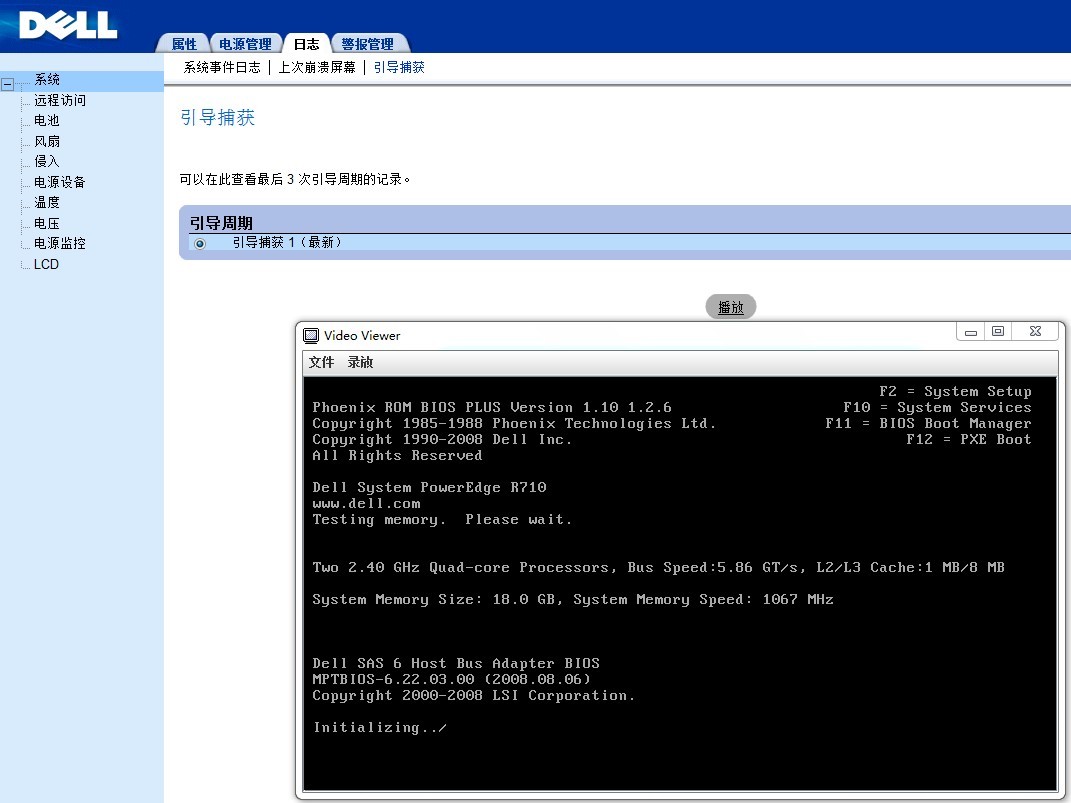 DELL
属性 电源管理 日志 警报管理
系统事件日志 | 上次崩溃屏幕 | 引导捕获
系统
远程访问
电池
风扇
侵入
电源设备
温度
电压
电源监控
LCD
引导捕获
可以在此查看最后 3 次引导周期的记录。
引导周期
引导捕获 1（最新）
播放
Video Viewer
文件 录放
F2 = System Setup
Phoenix ROM BIOS PLUS Version 1.10 1.2.6 F10 = System Services
Copyright 1985-1988 Phoenix Technologies Ltd. F11 = BIOS Boot Manager
Copyright 1990-2008 Dell Inc. F12 = PXE Boot
All Rights Reserved
Dell System PowerEdge R710
www.dell.com
Testing memory. Please wait.
Two 2.40 GHz Quad-core Processors, Bus Speed:5.86 GT/s, L2/L3 Cache:1 MB/8 MB
System Memory Size: 18.0 GB, System Memory Speed: 1067 MHz
Dell SAS 6 Host Bus Adapter BIOS
MPTBIOS-6.22.03.00 (2008.08.06)
Copyright 2000-2008 LSI Corporation.
Initializing../